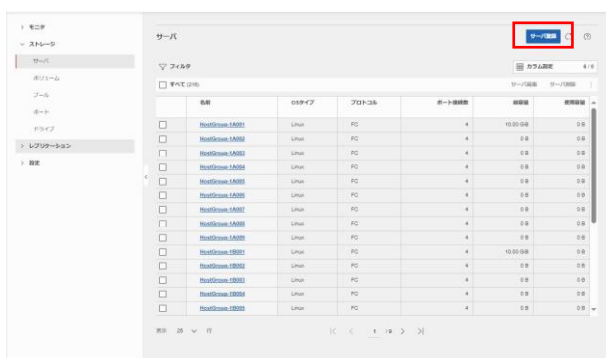 モニタ
ストレージ
サーバ
ボリューム
プール
ポート
ドライブ
レプリケーション
設定
サーバ
サーバ登録
フィルタ
カラム設定 6/6
すべて (216)
サーバ編集 サーバ削除
名前 OSタイプ プロトコル ポート接続数 総容量 使用容量
HostGroup-1A001 Linux FC 4 10.00 GiB 0 B
HostGroup-1A002 Linux FC 4 0 B 0 B
HostGroup-1A003 Linux FC 4 0 B 0 B
HostGroup-1A004 Linux FC 4 0 B 0 B
HostGroup-1A005 Linux FC 4 0 B 0 B
HostGroup-1A006 Linux FC 4 0 B 0 B
HostGroup-1A007 Linux FC 4 0 B 0 B
HostGroup-1A008 Linux FC 4 0 B 0 B
HostGroup-1A009 Linux FC 4 0 B 0 B
HostGroup-1B001 Linux FC 4 10.00 GiB 0 B
HostGroup-1B002 Linux FC 4 0 B 0 B
HostGroup-1B003 Linux FC 4 0 B 0 B
HostGroup-1B004 Linux FC 4 0 B 0 B
HostGroup-1B005 Linux FC 4 0 B 0 B
表示 25 行 1 /9